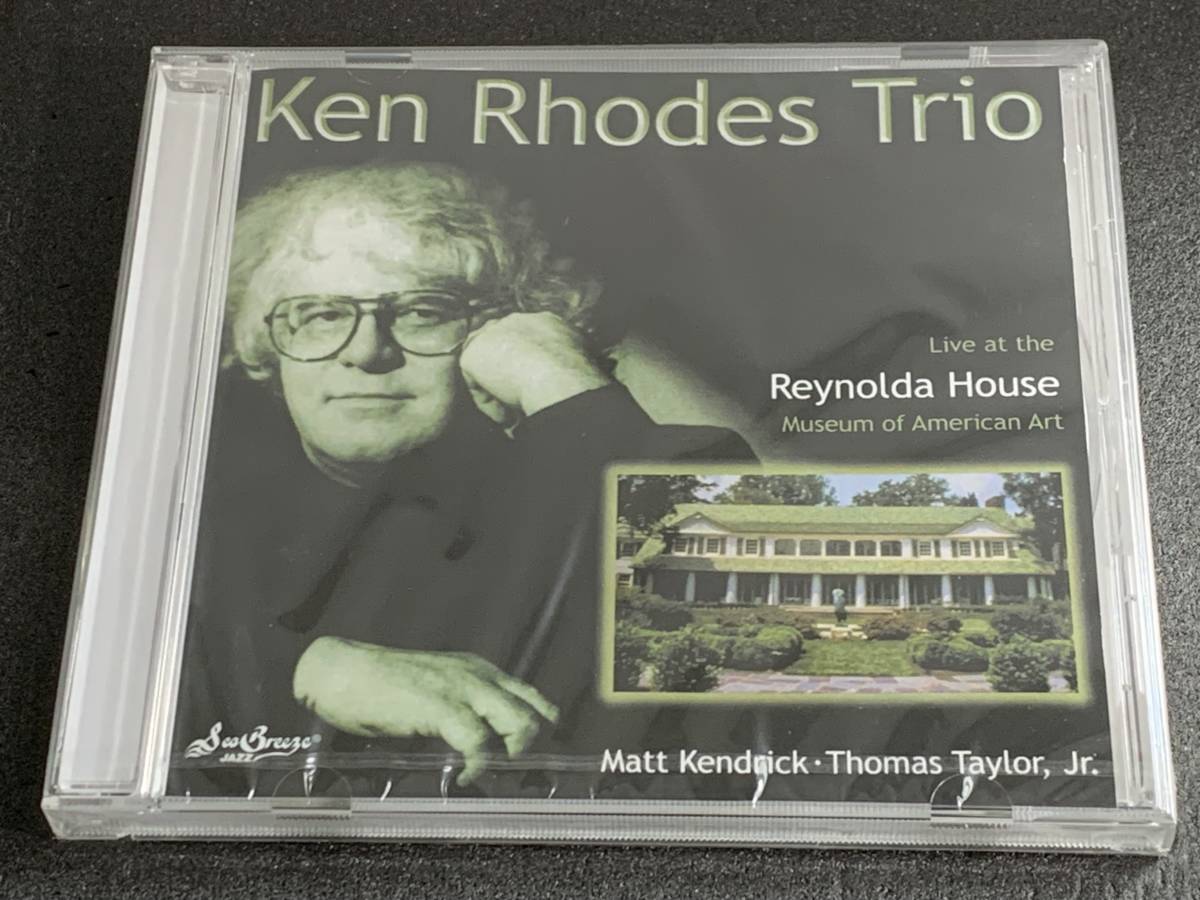 Ken Rhodes Trio
Live at the
Reynolda House
Museum of American Art
Sea Breeze®
JAZZ
Matt Kendrick · Thomas Taylor, Jr.